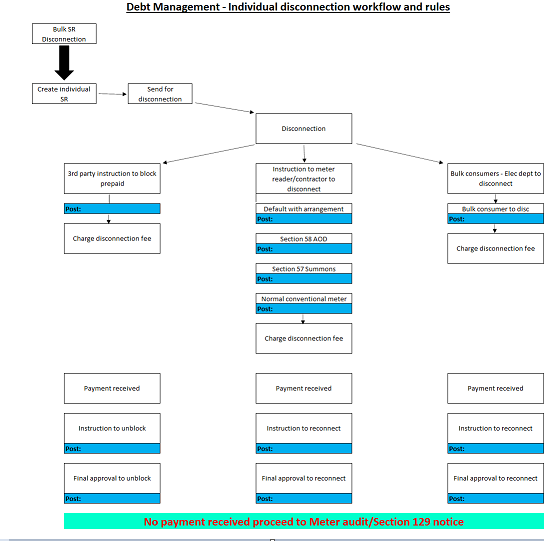 Debt Management - Individual disconnection workflow and rules
Bulk SR
Disconnection
Create individual
SR
Send for
disconnection
Disconnection
3rd party instruction to block
prepaid
Post:
Charge disconnection fee
Instruction to meter
reader/contractor to
disconnect
Default with arrangement
Post:
Section 58 AOD
Post:
Section 57 Summons
Post:
Normal conventional meter
Post:
Charge disconnection fee
Bulk consumers - Elec dept to
disconnect
Bulk consumer to disc
Post:
Charge disconnection fee
Payment received
Payment received
Payment received
Instruction to unblock
Post:
Instruction to reconnect
Post:
Instruction to reconnect
Post:
Final approval to unblock
Post:
Final approval to reconnect
Post:
Final approval to reconnect
Post:
No payment received proceed to Meter audit/Section 129 notice